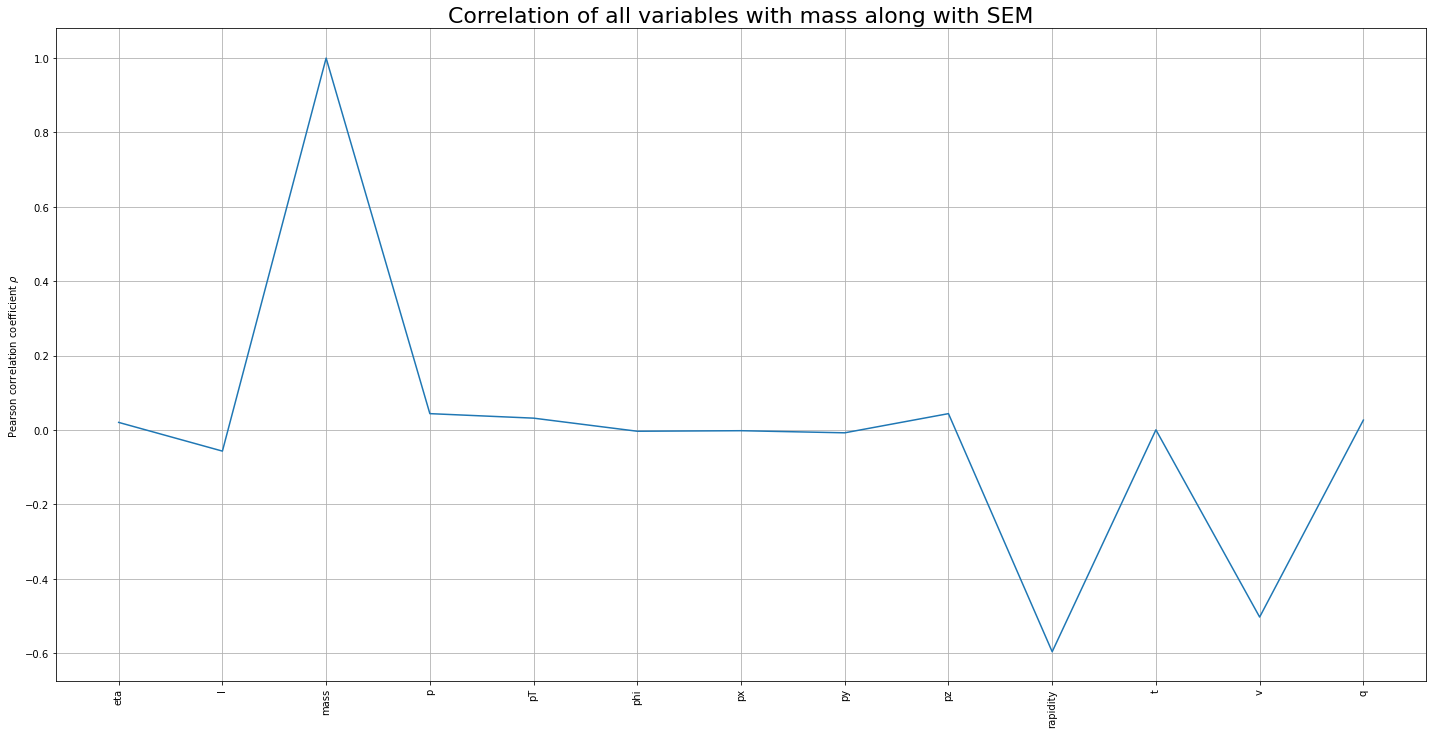 Correlation of all variables with mass along with SEM
Pearson correlation coefficient ρ
1.0
0.8
0.6
0.4
0.2
0.0
−0.2
−0.4
−0.6
eta
l
mass
p
pT
phi
px
py
pz
rapidity
t
v
q